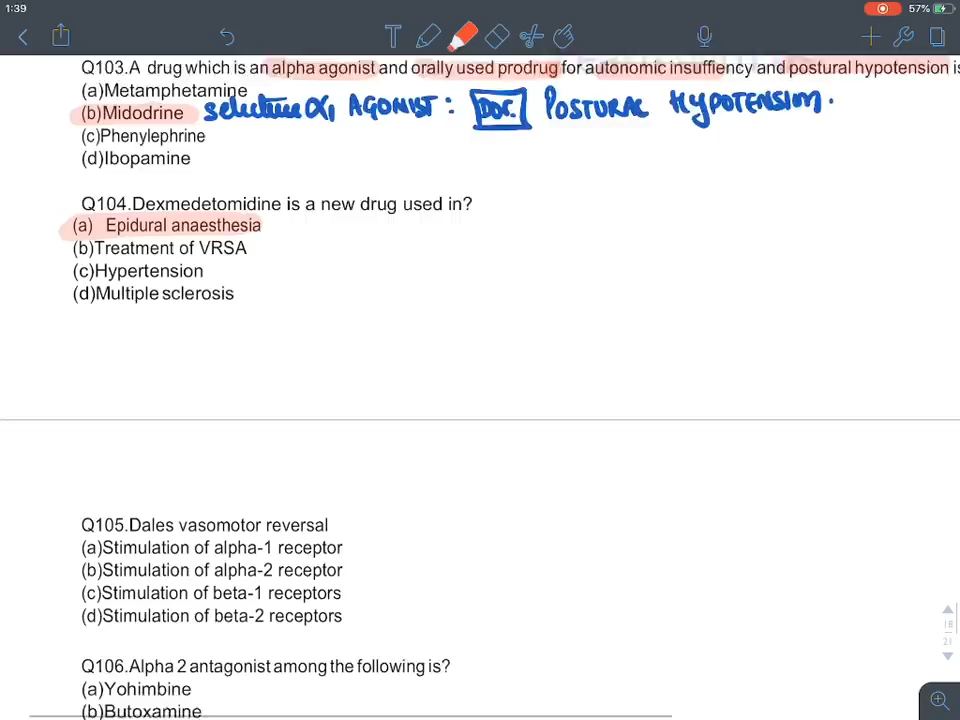 1:39
57%
T
Q103.A drug which is an alpha agonist and orally used prodrug for autonomic insuffiency and postural hypotension is
(a)Metamphetamine
(b)Midodrine selective α1 AGONIST: DOC. POSTURAL HYPOTENSION.
(c)Phenylephrine
(d)Ibopamine
Q104.Dexmedetomidine is a new drug used in?
(a) Epidural anaesthesia
(b)Treatment of VRSA
(c)Hypertension
(d)Multiple sclerosis
Q105.Dales vasomotor reversal
(a)Stimulation of alpha-1 receptor
(b)Stimulation of alpha-2 receptor
(c)Stimulation of beta-1 receptors
(d)Stimulation of beta-2 receptors
18
21
Q106.Alpha 2 antagonist among the following is?
(a)Yohimbine
(b)Butoxamine